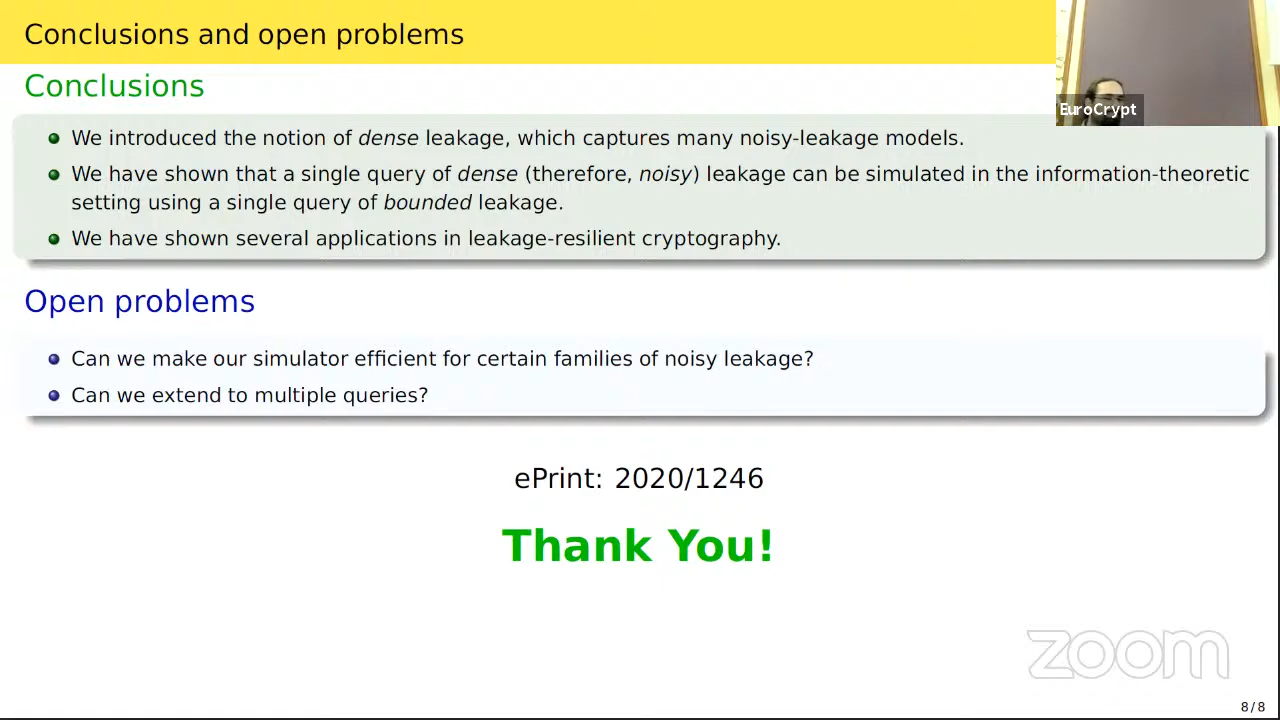 Conclusions and open problems
Conclusions
EuroCrypt
We introduced the notion of dense leakage, which captures many noisy-leakage models.
We have shown that a single query of dense (therefore, noisy) leakage can be simulated in the information-theoretic
setting using a single query of bounded leakage.
We have shown several applications in leakage-resilient cryptography.
Open problems
Can we make our simulator efficient for certain families of noisy leakage?
Can we extend to multiple queries?
ePrint: 2020/1246
Thank You!
zoom
8/8